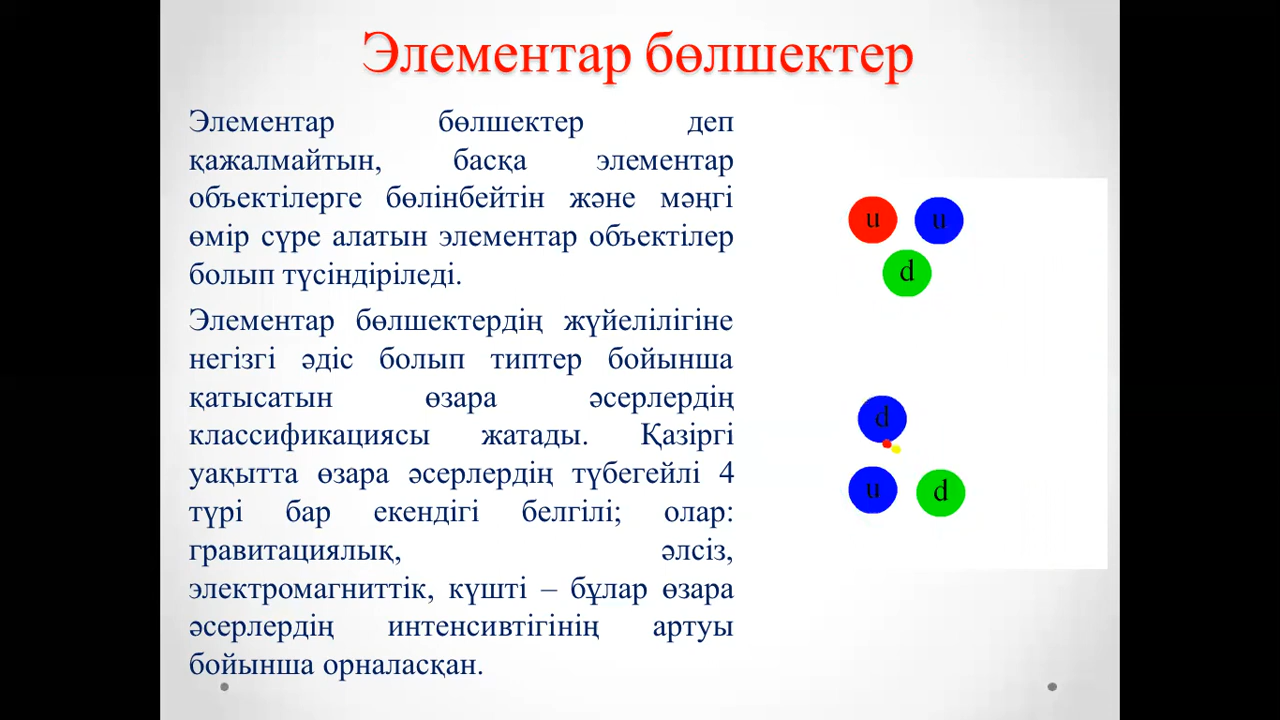 Элементар бөлшектер
Элементар бөлшектер деп
қажалмайтын, басқа элементар
объектілерге бөлінбейтін және мәңгі
өмір сүре алатын элементар объектілер
болып түсіндіріледі.
Элементар бөлшектердің жүйелілігіне
негізгі әдіс болып типтер бойынша
қатысатын өзара әсерлердің
классификациясы жатады. Қазіргі
уақытта өзара әсерлердің түбегейлі 4
түрі бар екендігі белгілі; олар:
гравитациялық, әлсіз,
электромагниттік, күшті – бұлар өзара
әсерлердің интенсивтігінің артуы
бойынша орналасқан.
u u
d
d
u d